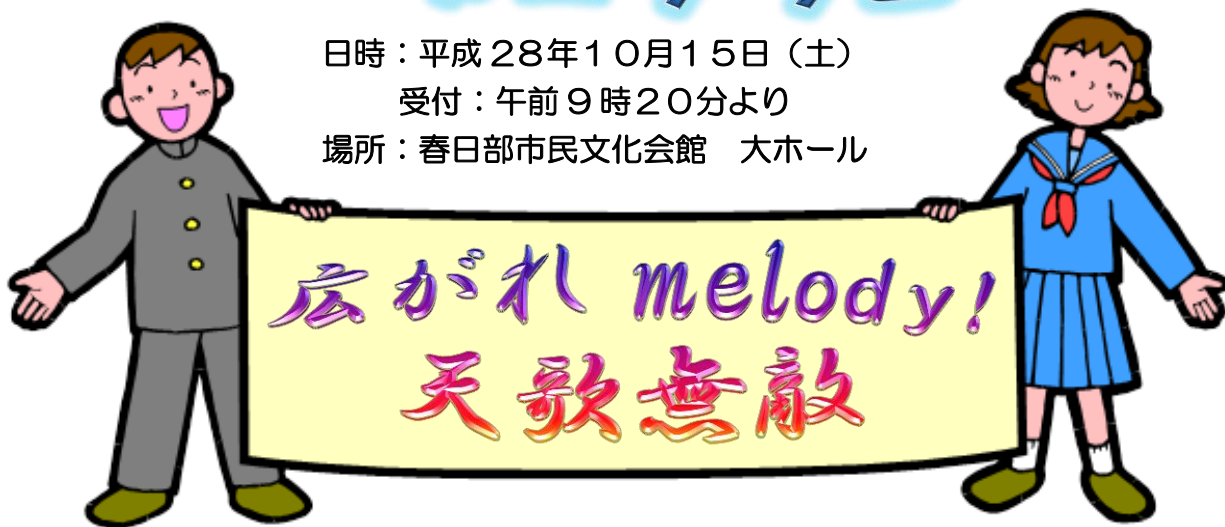 日時：平成２８年１０月１５日（土）
受付：午前９時２０分より
場所：春日部市民文化会館　大ホール
広がれ melody!
天歌無敵